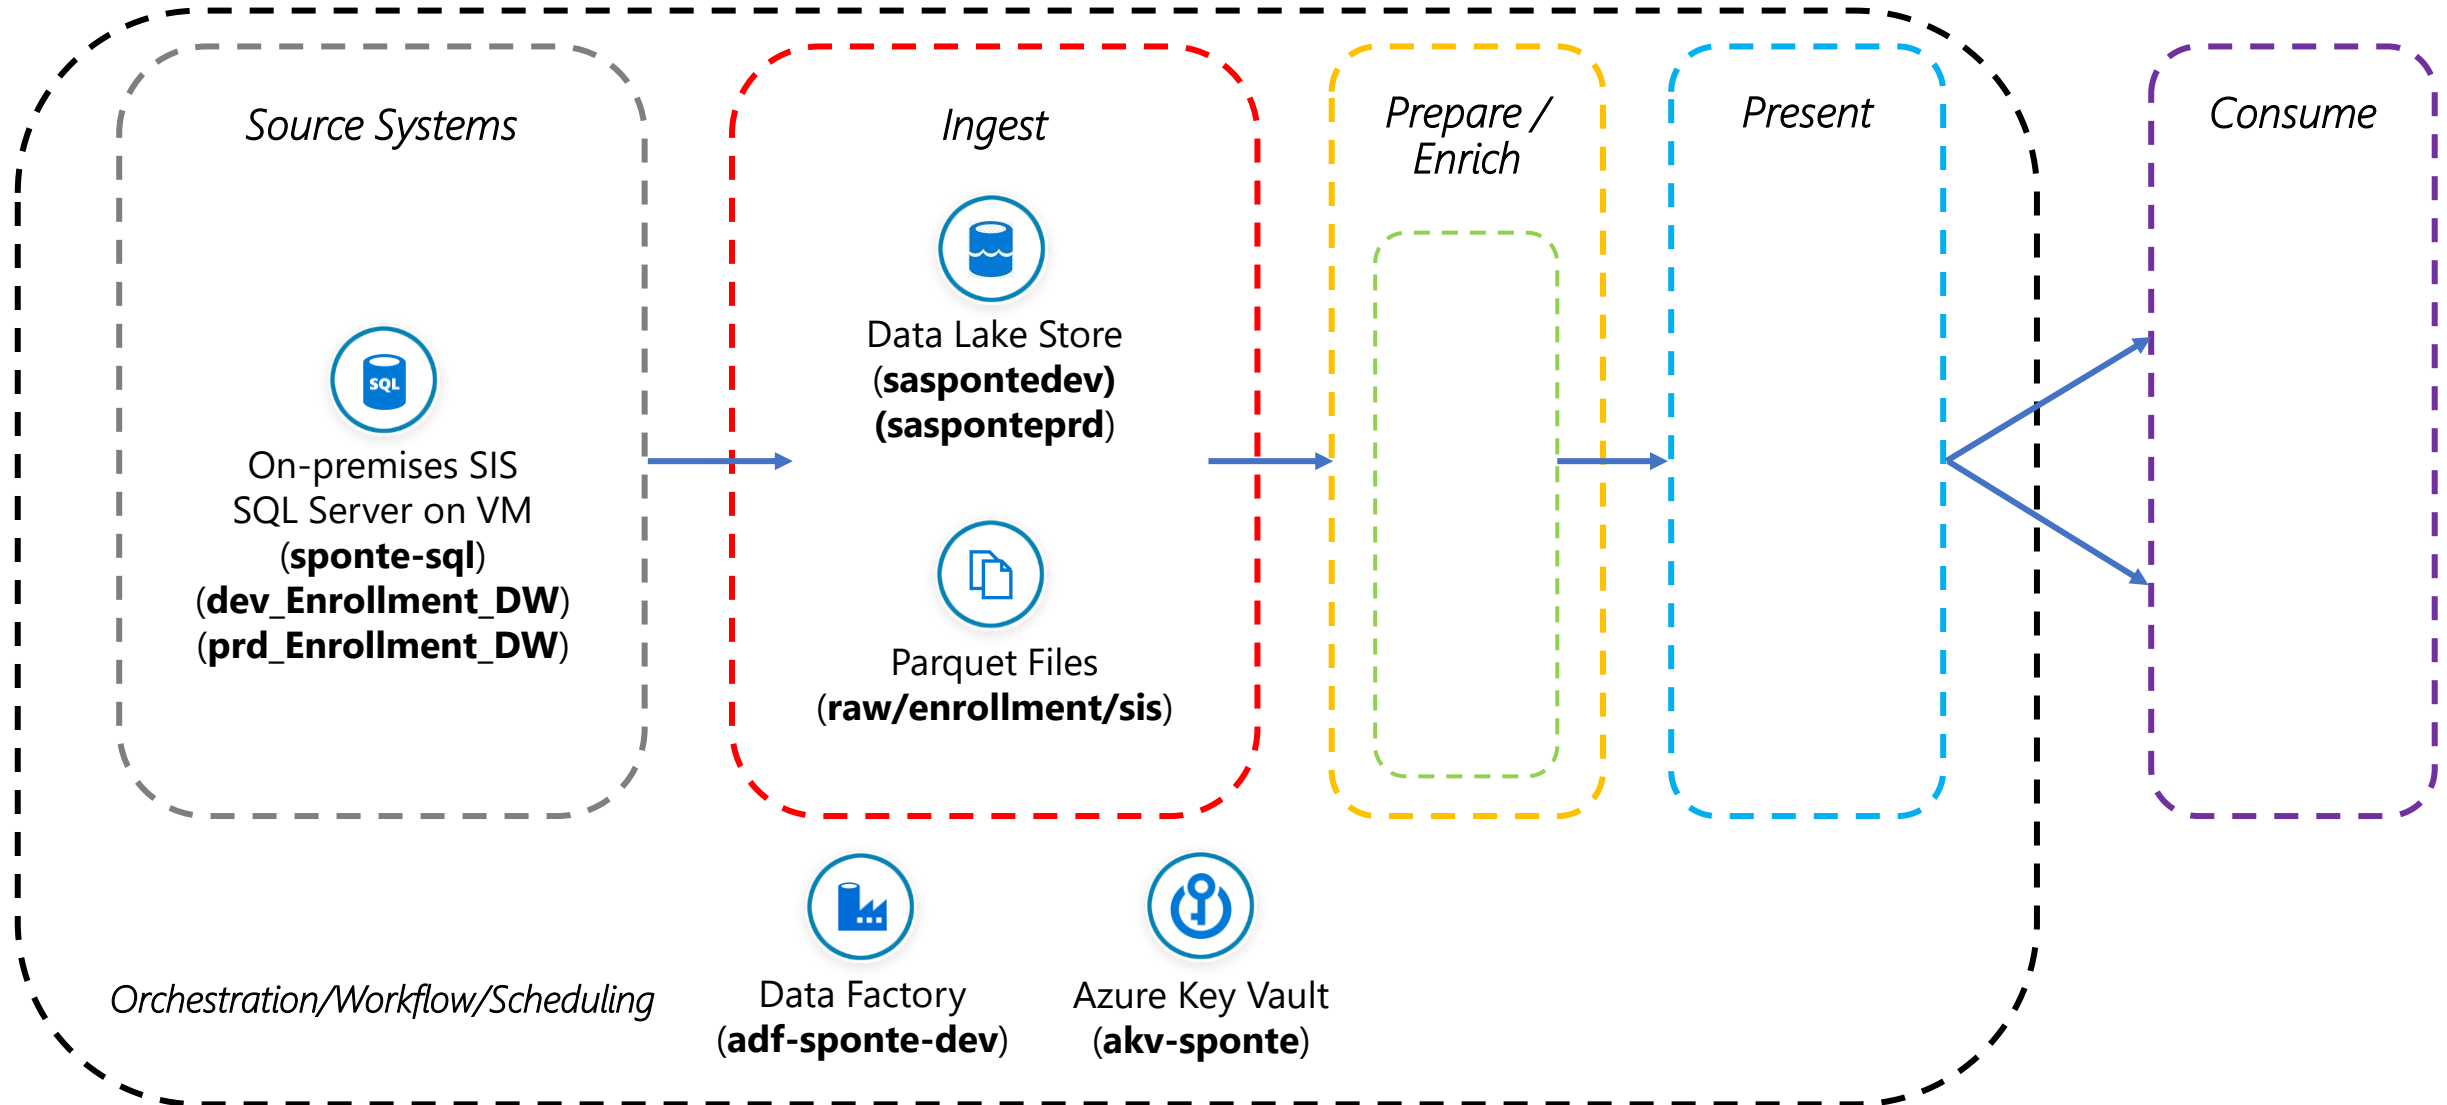 Source Systems
SQL
On-premises SIS
SQL Server on VM
(sponte-sql)
(dev_Enrollment_DW)
(prd_Enrollment_DW)
Ingest
Data Lake Store
(saspontedev)
(sasponteprd)
Parquet Files
(raw/enrollment/sis)
Prepare /
Enrich
Present
Consume
Orchestration/Workflow/Scheduling
Data Factory
(adf-sponte-dev)
Azure Key Vault
(akv-sponte)